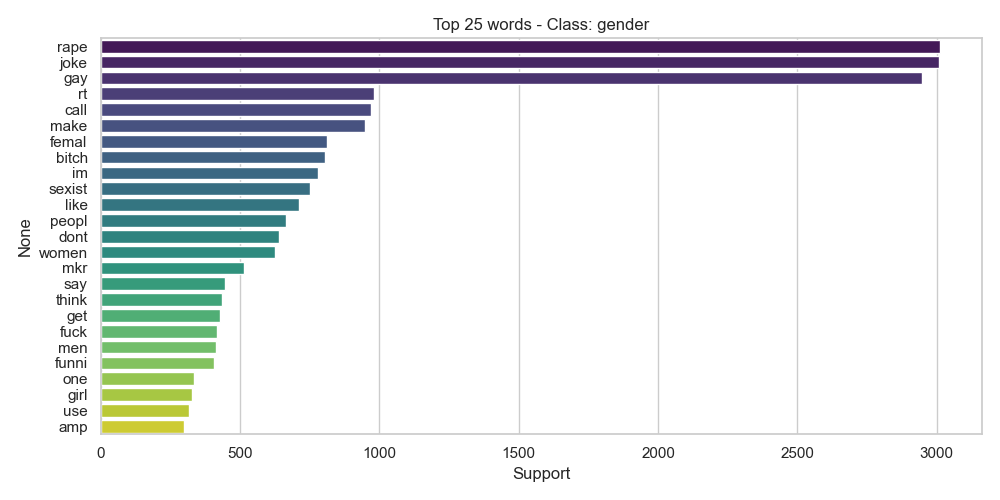 Top 25 words - Class: gender
None
rape
joke
gay
rt
call
make
femal
bitch
im
sexist
like
peopl
dont
women
mkr
say
think
get
fuck
men
funni
one
girl
use
amp
0 500 1000 1500 2000 2500 3000
Support